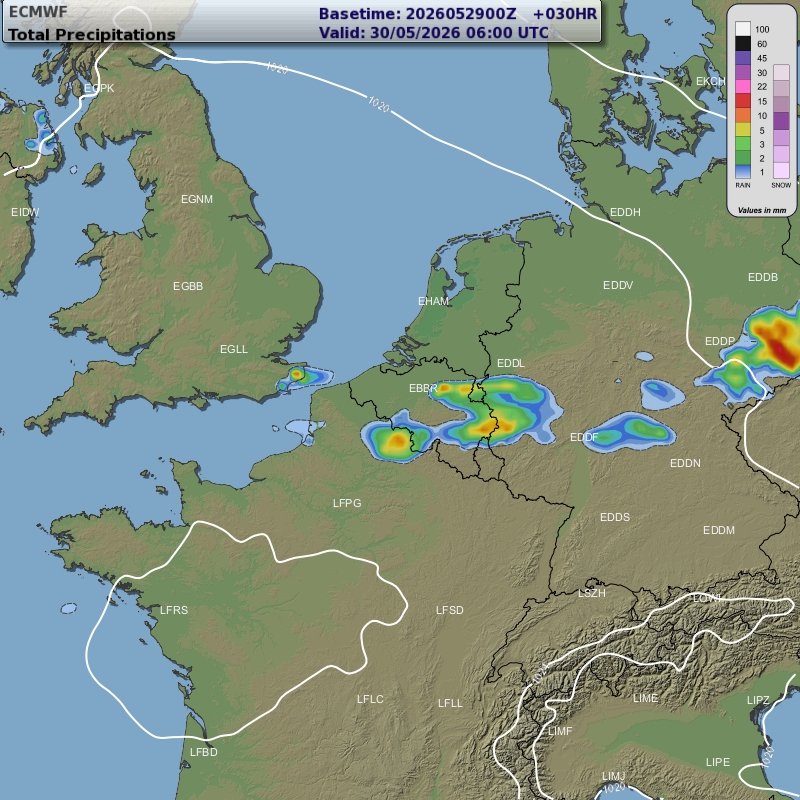 ECMWF
Basetime: 2026052900Z +030HR
Total Precipitations
Valid: 30/05/2026 06:00 UTC
100
60
45
30
22
15
10
5
3
2
1
RAIN
SNOW
Values in mm
1020
1020
EGPK
EKCH
EIDW
EGNM
EDDH
EGBB
EDDV
EDDB
EHAM
EGLL
EDDP
EDDL
EBBR
EDDF
EDDN
LFPG
EDDS
EDDM
LSZH
LOWI
LFRS
LFSD
1024
LFLC
LFLL
LIME
LIPZ
LIMF
LFBD
1020
LIPE
LIMJ
1020